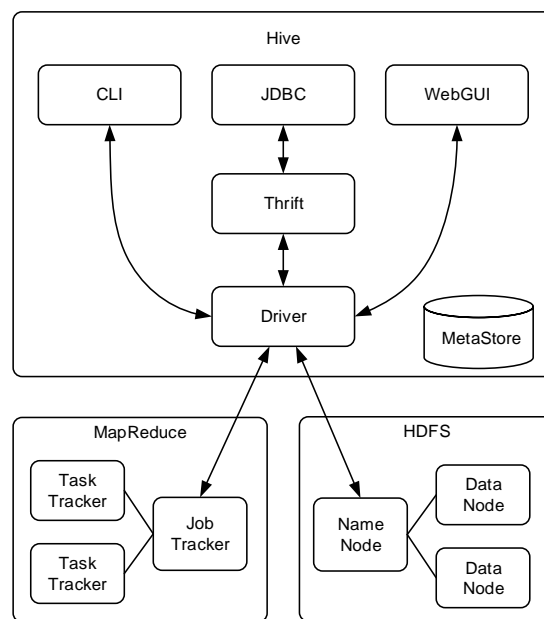 Hive
CLI
JDBC
WebGUI
Thrift
Driver
MetaStore
MapReduce
Task
Tracker
Task
Tracker
Job
Tracker
HDFS
Name
Node
Data
Node
Data
Node